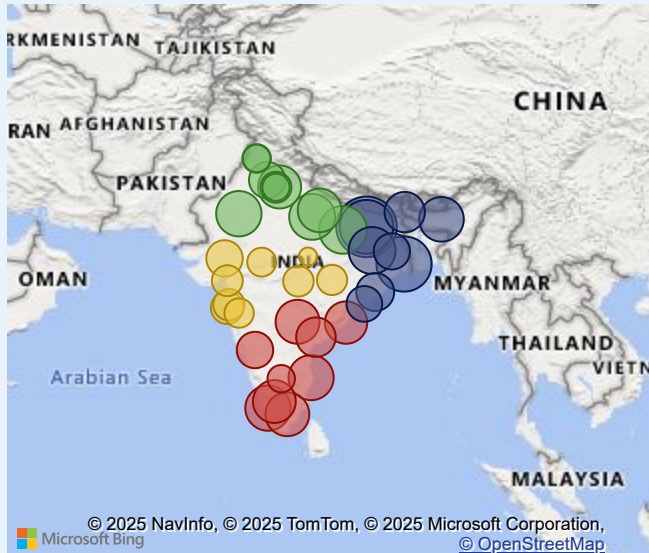 RKMENISTAN
TAJIKISTAN
CHINA
RAN
AFGHANISTAN
PAKISTAN
INDIA
OMAN
MYANMAR
THAILAND
VIETN
Arabian Sea
MALAYSIA
© 2025 NavInfo, © 2025 TomTom, © 2025 Microsoft Corporation,
Microsoft Bing
© OpenStreetMap